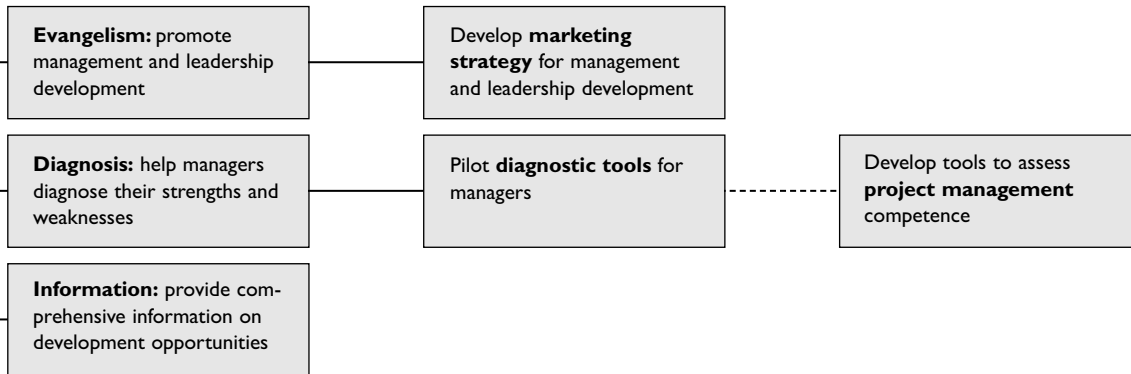 Evangelism: promote
management and leadership
development
Develop marketing
strategy for management
and leadership development
Diagnosis: help managers
diagnose their strengths and
weaknesses
Pilot diagnostic tools for
managers
Develop tools to assess
project management
competence
Information: provide com-
prehensive information on
development opportunities